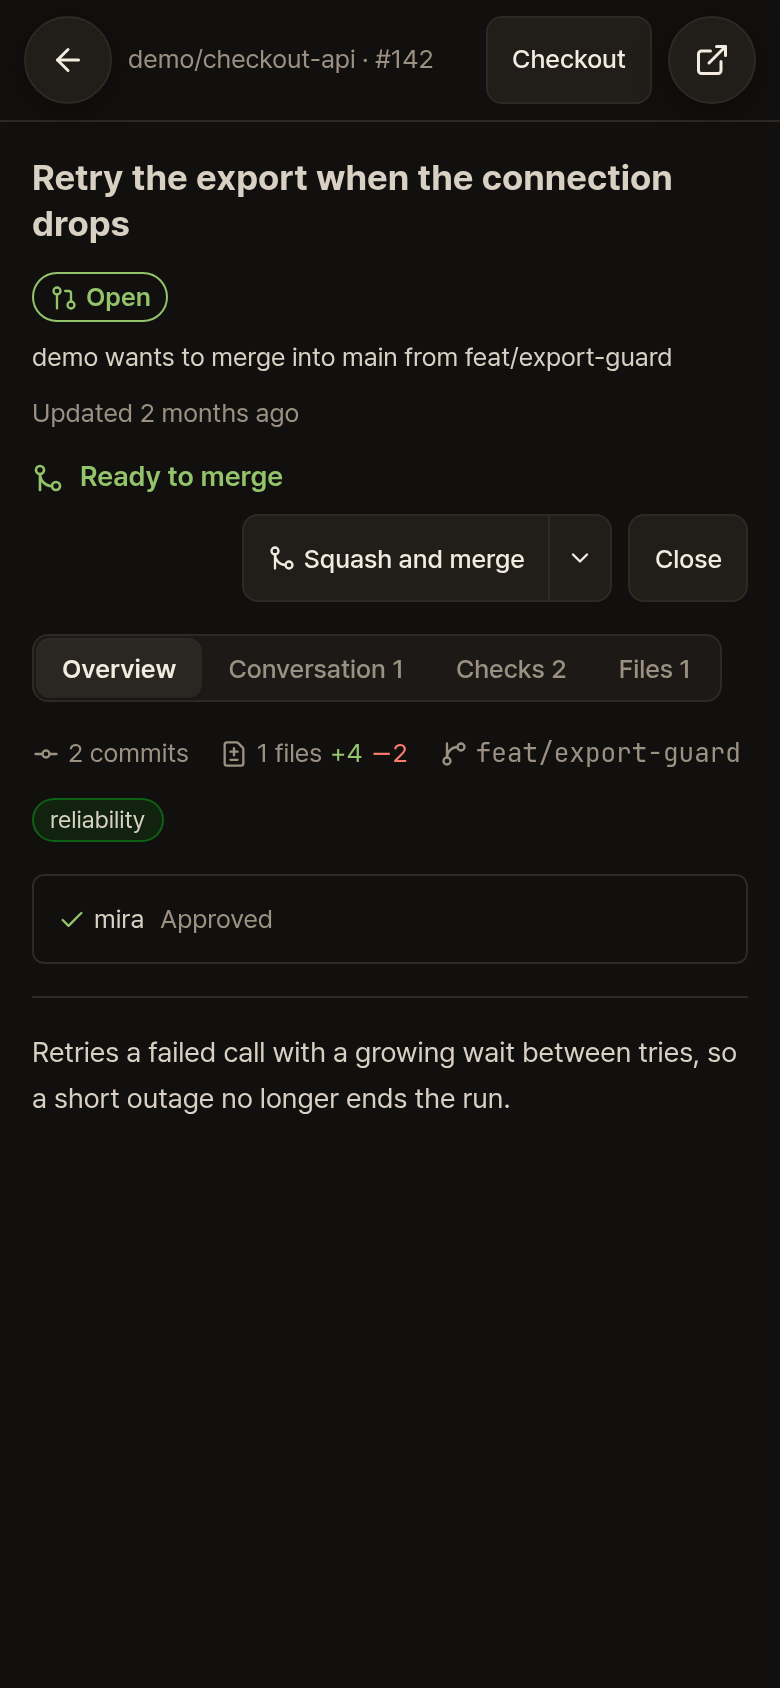 demo/checkout-api · #142
Checkout
Retry the export when the connection
drops
Open
demo wants to merge into main from feat/export-guard
Updated 2 months ago
Ready to merge
Squash and merge
Close
Overview
Conversation 1
Checks 2
Files 1
2 commits
1 files +4 −2
feat/export-guard
reliability
mira Approved
Retries a failed call with a growing wait between tries, so
a short outage no longer ends the run.